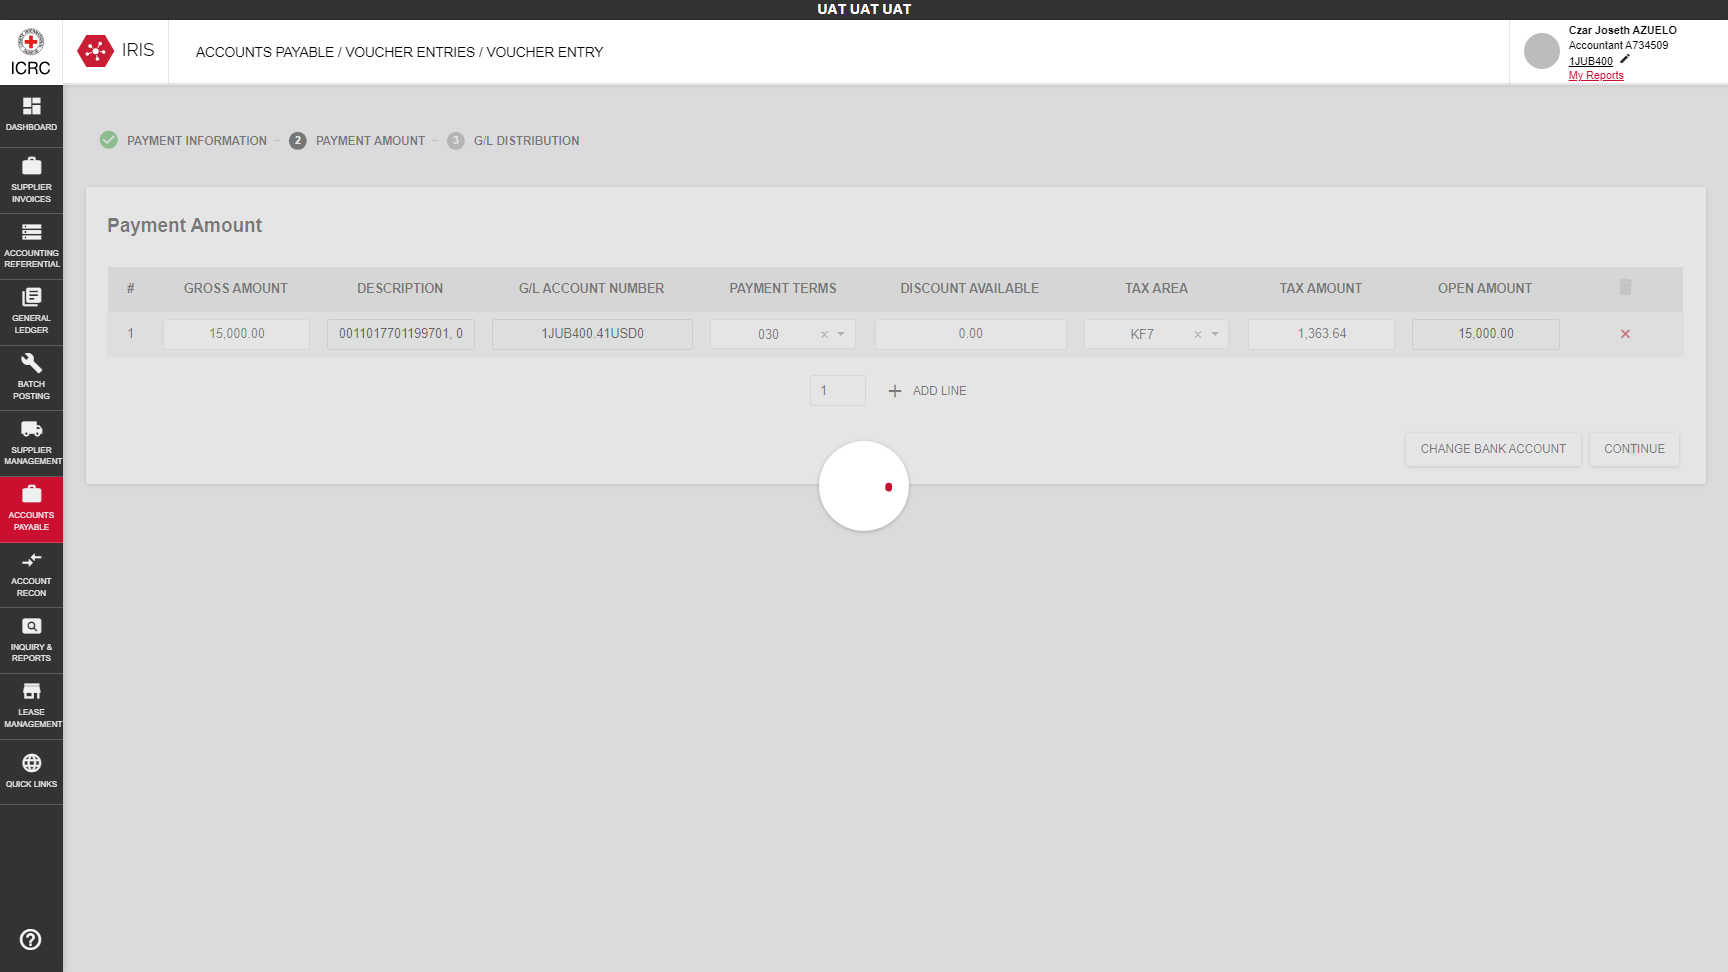 UAT UAT UAT
ICRC
IRIS
ACCOUNTS PAYABLE / VOUCHER ENTRIES / VOUCHER ENTRY
Czar Joseth AZUELO
Accountant A734509
1JUB400
My Reports
DASHBOARD
SUPPLIER
INVOICES
ACCOUNTING
REFERENTIAL
GENERAL
LEDGER
BATCH
POSTING
SUPPLIER
MANAGEMENT
ACCOUNTS
PAYABLE
ACCOUNT
RECON
INQUIRY &
REPORTS
LEASE
MANAGEMENT
QUICK LINKS
PAYMENT INFORMATION
2 PAYMENT AMOUNT
3 G/L DISTRIBUTION
Payment Amount
# GROSS AMOUNT DESCRIPTION G/L ACCOUNT NUMBER PAYMENT TERMS DISCOUNT AVAILABLE TAX AREA TAX AMOUNT OPEN AMOUNT
1 15,000.00 0011017701199701, 0 1JUB400.41USD0 030 0.00 KF7 1,363.64 15,000.00
1 ADD LINE
CHANGE BANK ACCOUNT CONTINUE